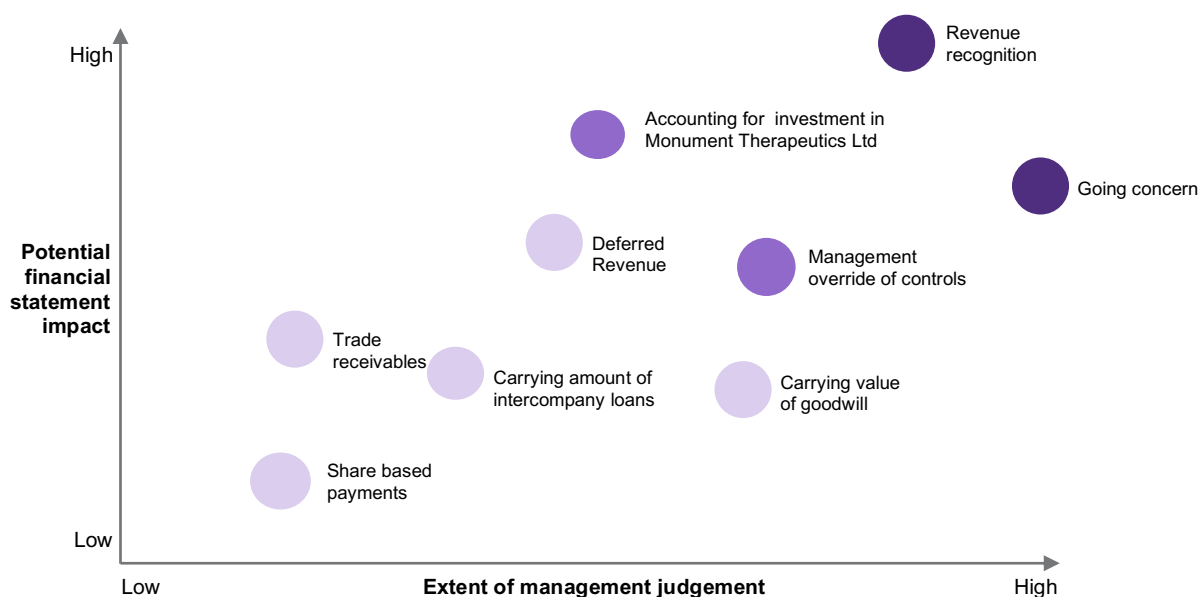 High
Revenue
recognition
Accounting for investment in
Monument Therapeutics Ltd
Going concern
Potential
financial
statement
impact
Deferred
Revenue
Management
override of controls
Trade
receivables
Carrying amount of
intercompany loans
Carrying value
of goodwill
Share based
payments
Low
Low
Extent of management judgement
High